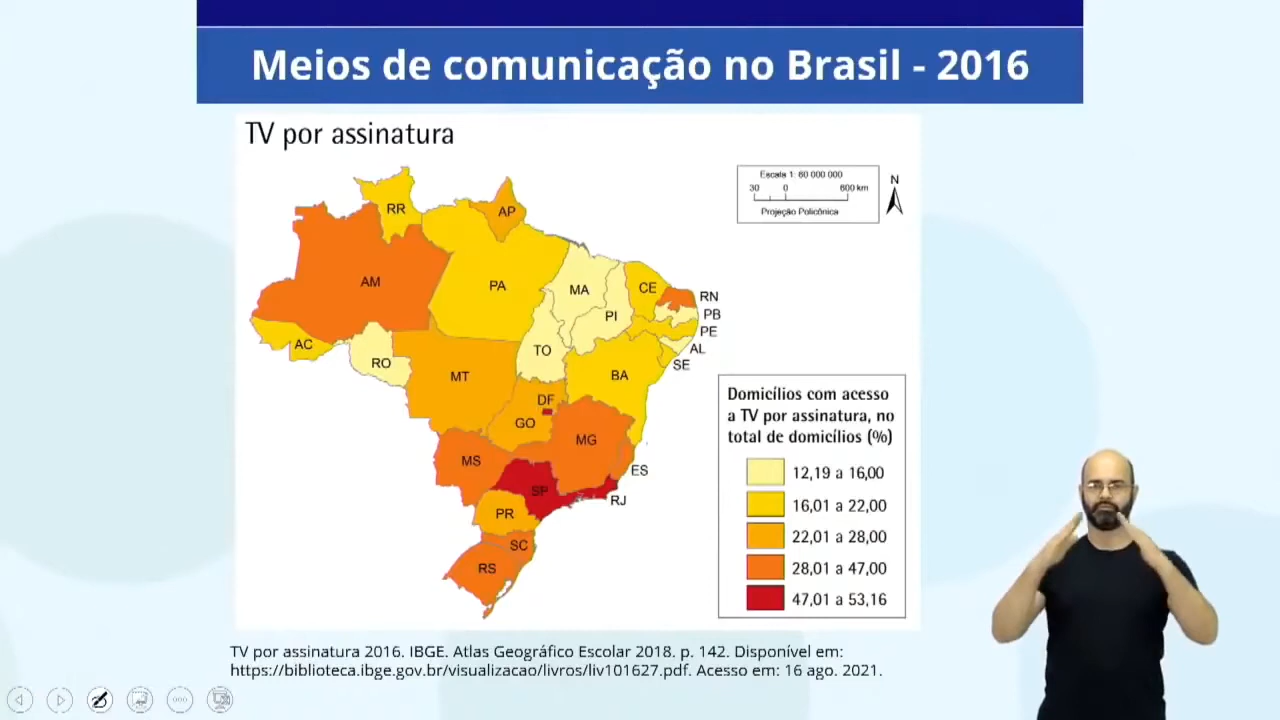 Meios de comunicação no Brasil - 2016
TV por assinatura
Escala 1: 60 000 000
30 0 600 km
Projeção Policônica
N
RR
AP
AM
PA
MA
CE
RN
PI
PB
PE
AC
RO
TO
AL
SE
MT
BA
DF
GO
MG
MS
ES
SP
RJ
PR
SC
RS
Domicílios com acesso
a TV por assinatura, no
total de domicílios (%)
12,19 a 16,00
16,01 a 22,00
22,01 a 28,00
28,01 a 47,00
47,01 a 53,16
TV por assinatura 2016. IBGE. Atlas Geográfico Escolar 2018. p. 142. Disponível em:
https://biblioteca.ibge.gov.br/visualizacao/livros/liv101627.pdf. Acesso em: 16 ago. 2021.